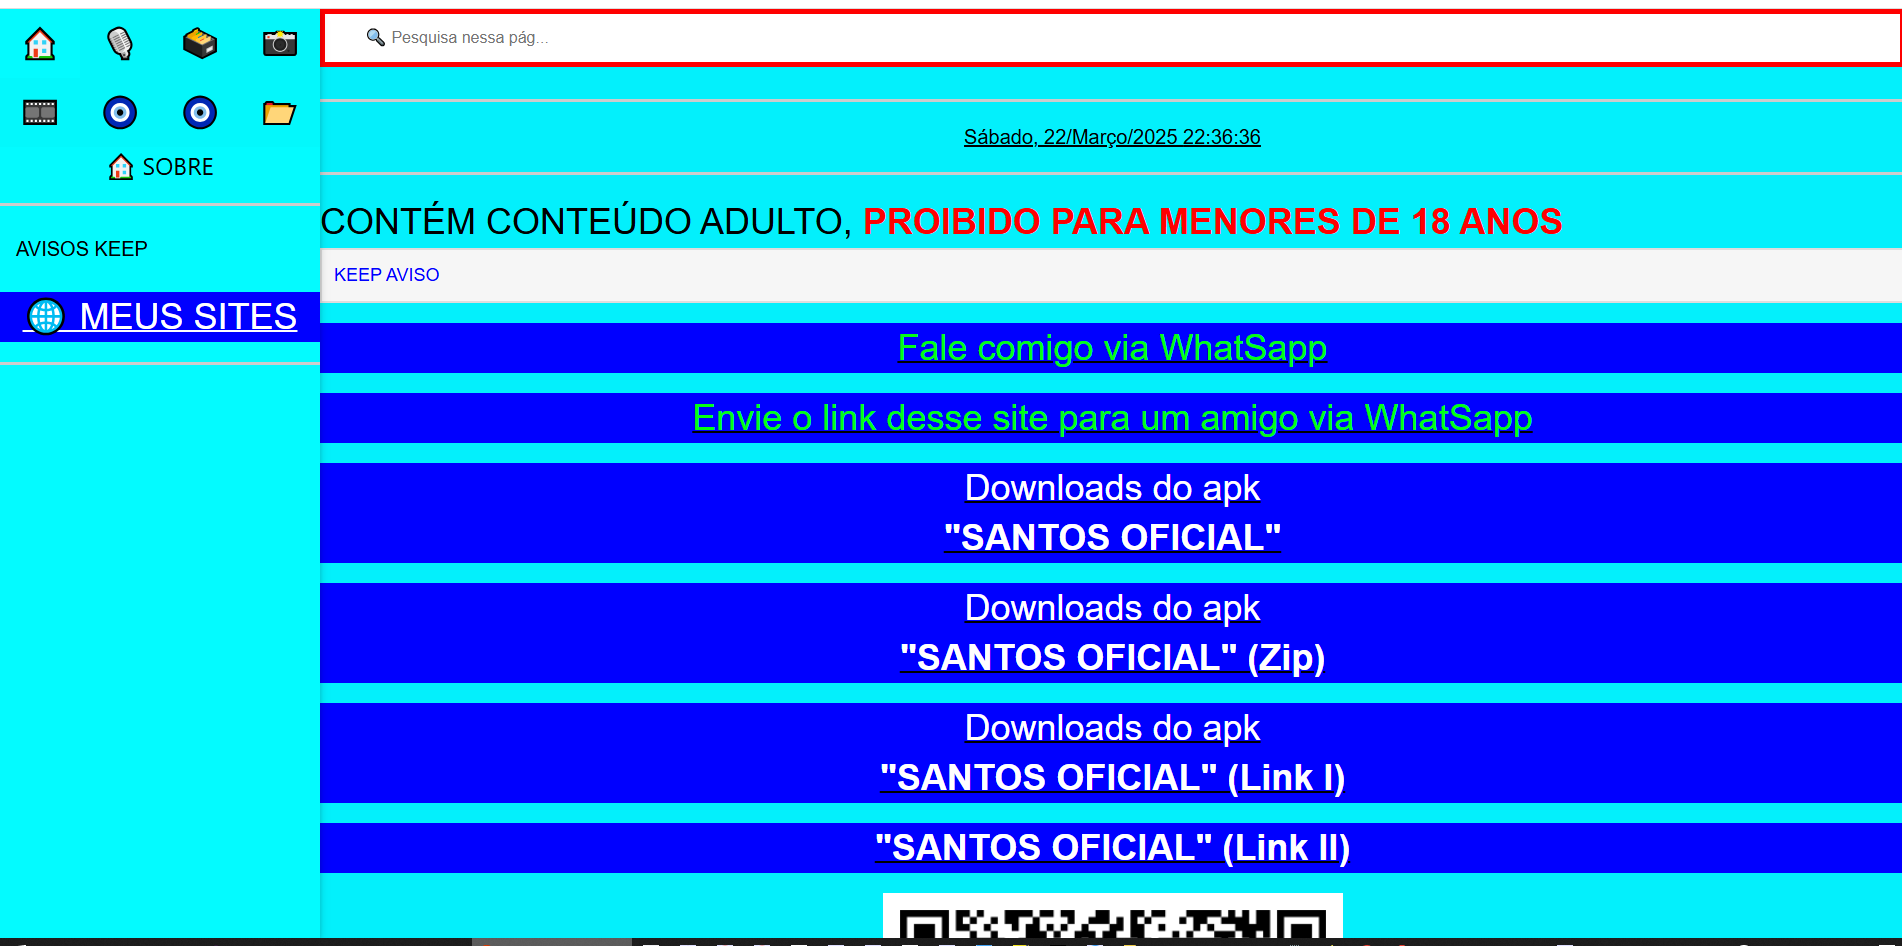 Pesquisa nessa pág...
Sábado, 22/Março/2025 22:36:36
SOBRE
CONTÉM CONTEÚDO ADULTO, PROIBIDO PARA MENORES DE 18 ANOS
AVISOS KEEP
KEEP AVISO
MEUS SITES
Fale comigo via WhatSapp
Envie o link desse site para um amigo via WhatSapp
Downloads do apk
"SANTOS OFICIAL"
Downloads do apk
"SANTOS OFICIAL" (Zip)
Downloads do apk
"SANTOS OFICIAL" (Link I)
"SANTOS OFICIAL" (Link II)